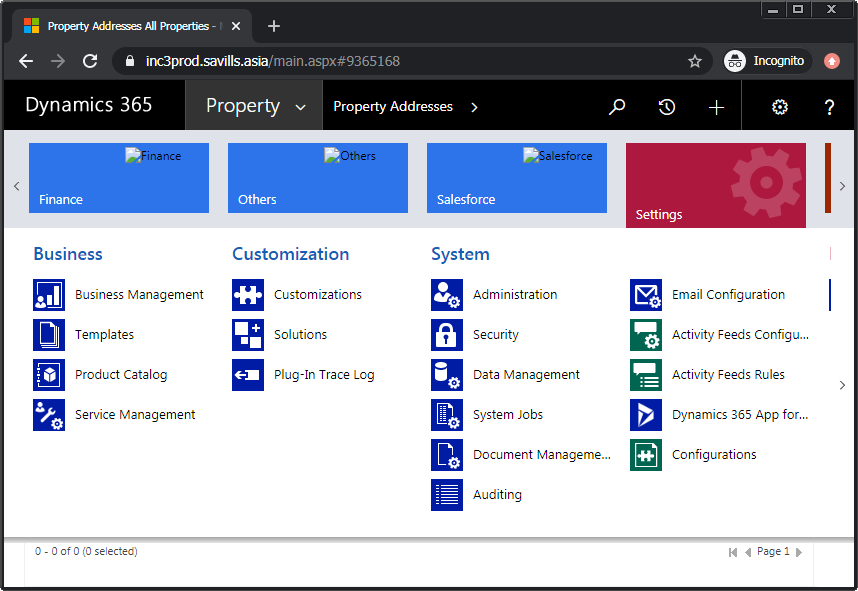 Property Addresses All Properties -
inc3prod.savills.asia/main.aspx#9365168
Incognito
Dynamics 365
Property
Property Addresses
?
Finance
Others
Salesforce
Finance
Others
Salesforce
Settings
Business
Customization
System
Business Management
Customizations
Administration
Email Configuration
Templates
Solutions
Security
Activity Feeds Configu...
Product Catalog
Plug-In Trace Log
Data Management
Activity Feeds Rules
Service Management
System Jobs
Dynamics 365 App for...
Document Manageme...
Configurations
Auditing
0 - 0 of 0 (0 selected)
Page 1